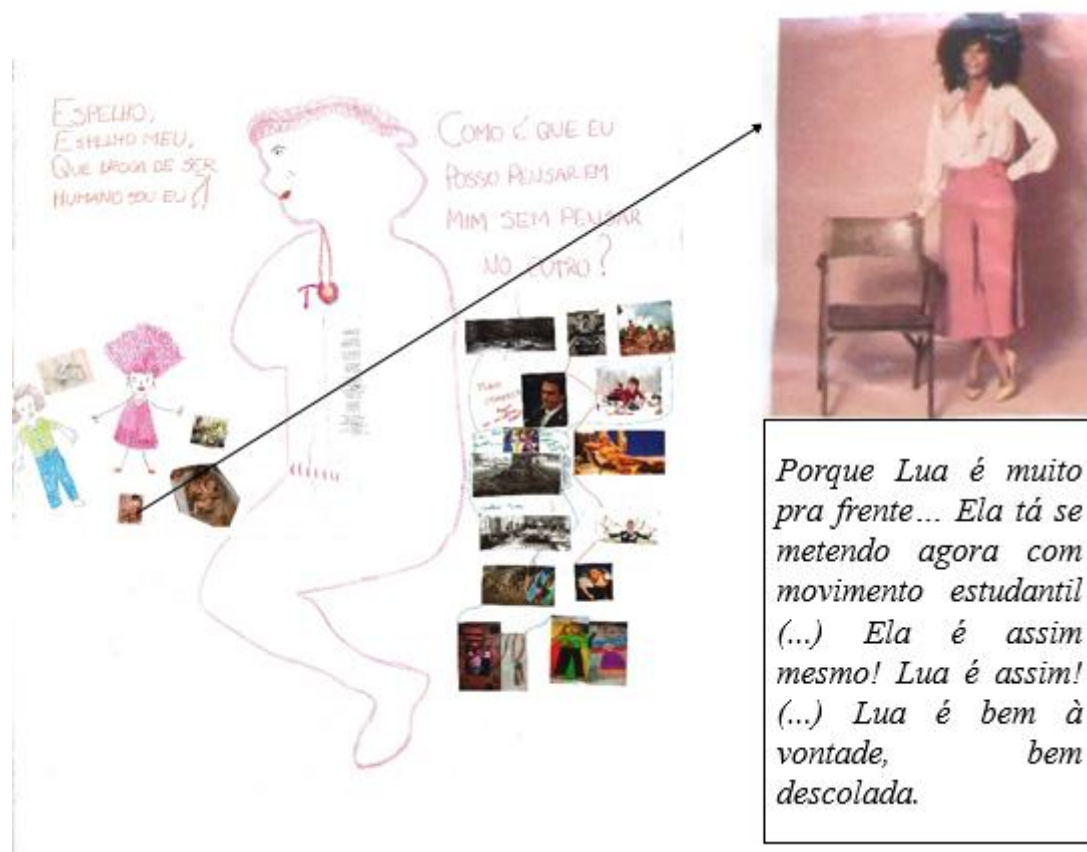 ESPELHO,
ESPELHO MEU,
QUE DROGA DE SER
HUMANO SOU EU?!
COMO É QUE EU
POSSO PENSAR EM
MIM SEM PENSAR
NO OUTRO?
Porque Lua é muito
pra frente... Ela tá se
metendo agora com
movimento estudantil
(...) Ela é assim
mesmo! Lua é assim!
(...) Lua é bem à
vontade, bem
descolada.